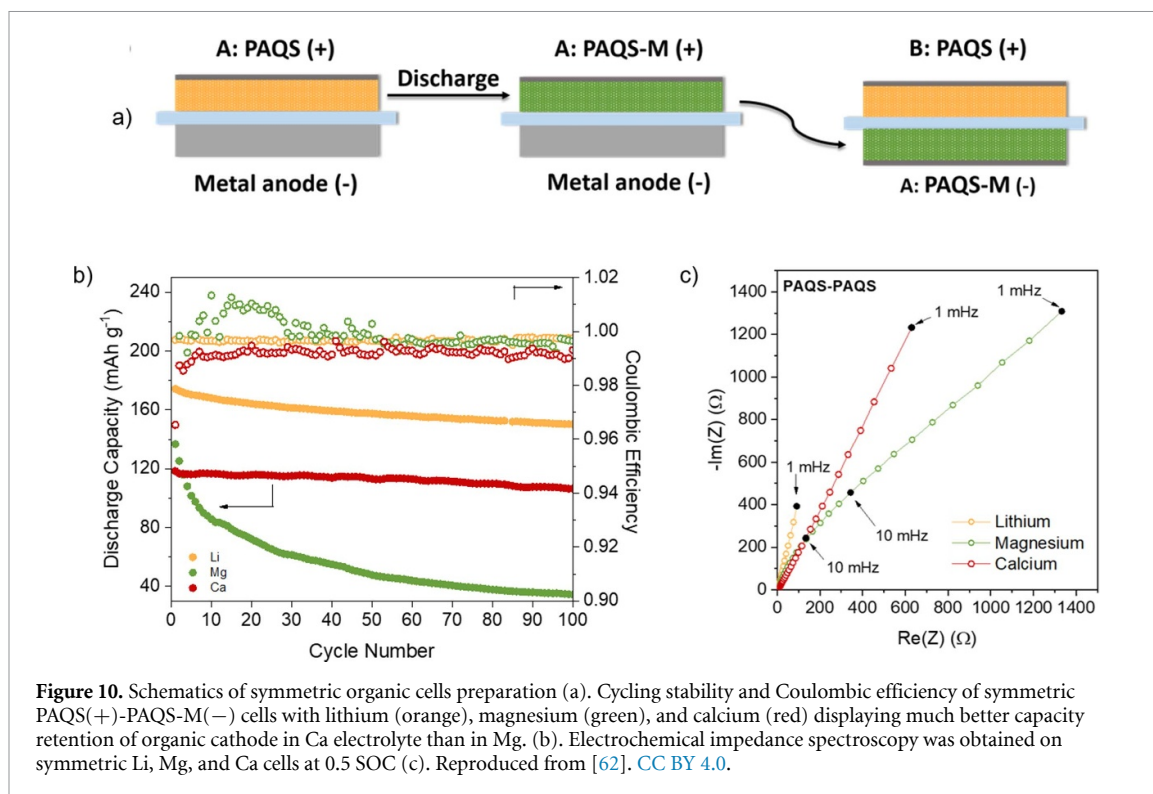 A: PAQS (+)
A: PAQS-M (+)
B: PAQS (+)
Discharge
a)
Metal anode (-)
Metal anode (-)
A: PAQS-M (-)
b)
240
200
160
120
80
40
Discharge Capacity (mAh g⁻¹)
1.02
1.00
0.98
0.96
0.94
0.92
0.90
Coulombic Efficiency
Li
Mg
Ca
0 10 20 30 40 50 60 70 80 90 100
Cycle Number
c)
PAQS-PAQS
1400
1200
1000
800
600
400
200
0
-Im(Z) (Ω)
1 mHz
1 mHz
1 mHz
10 mHz
10 mHz
Lithium
Magnesium
Calcium
0 200 400 600 800 1000 1200 1400
Re(Z) (Ω)
Figure 10. Schematics of symmetric organic cells preparation (a). Cycling stability and Coulombic efficiency of symmetric
PAQS(+)-PAQS-M(−) cells with lithium (orange), magnesium (green), and calcium (red) displaying much better capacity
retention of organic cathode in Ca electrolyte than in Mg. (b). Electrochemical impedance spectroscopy was obtained on
symmetric Li, Mg, and Ca cells at 0.5 SOC (c). Reproduced from [62]. CC BY 4.0.